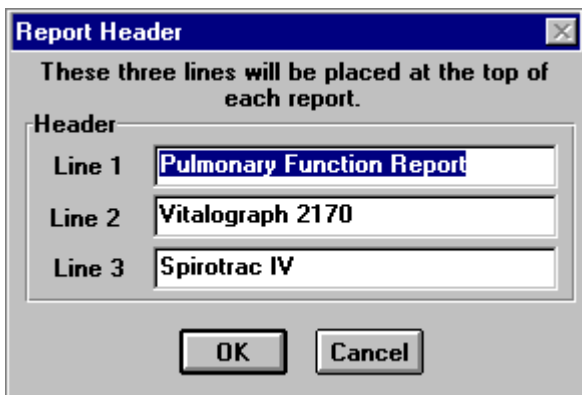 Report Header
These three lines will be placed at the top of
each report.
Header
Line 1 Pulmonary Function Report
Line 2 Vitalograph 2170
Line 3 Spirotrac IV
OK Cancel